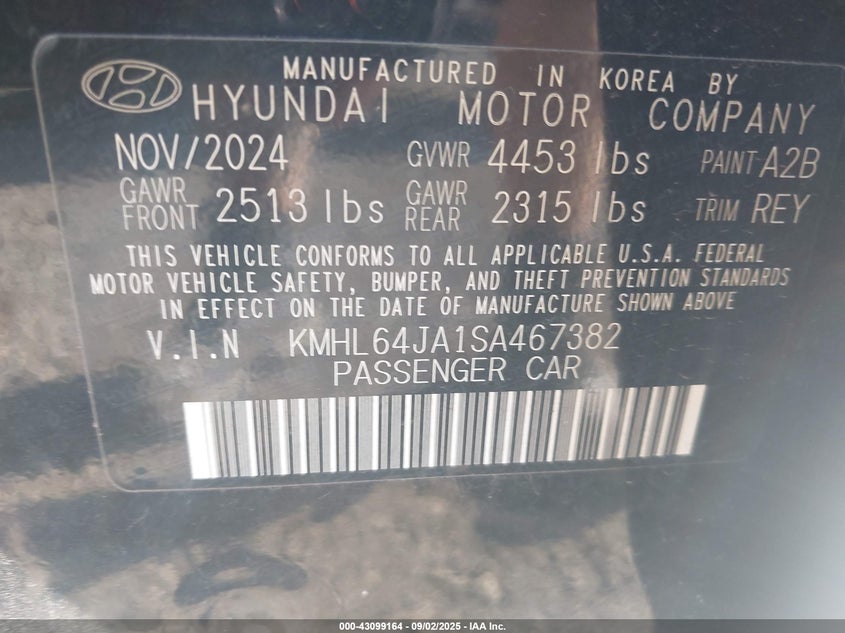 MANUFACTURED IN KOREA BY
HYUNDAI MOTOR COMPANY
NOV/2024 GVWR 4453 lbs PAINT A2B
GAWR FRONT 2513 lbs GAWR REAR 2315 lbs TRIM REY
THIS VEHICLE CONFORMS TO ALL APPLICABLE U.S.A. FEDERAL
MOTOR VEHICLE SAFETY, BUMPER, AND THEFT PREVENTION STANDARDS
IN EFFECT ON THE DATE OF MANUFACTURE SHOWN ABOVE
V.I.N KMHL64JA1SA467382
PASSENGER CAR
000-43099164 - 09/02/2025 - IAA Inc.